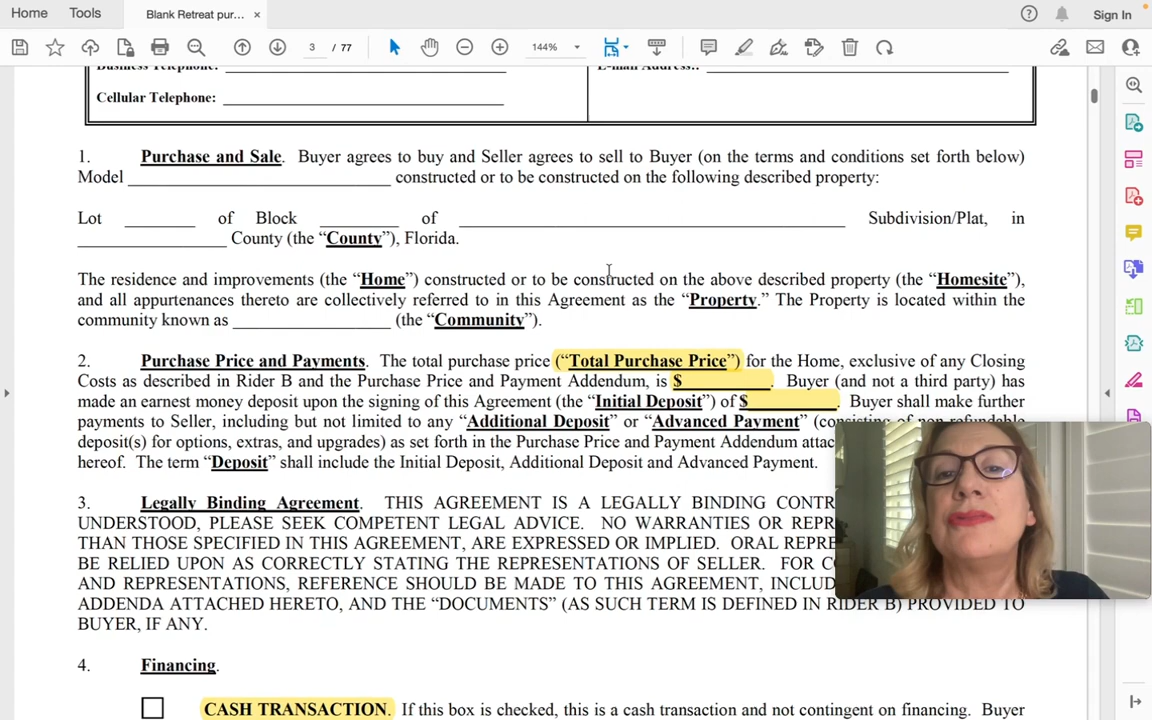 Home Tools Blank Retreat pur... × Sign In
3 / 77 144%
Business Telephone: E-mail Address::
Cellular Telephone:
1. Purchase and Sale. Buyer agrees to buy and Seller agrees to sell to Buyer (on the terms and conditions set forth below)
Model constructed or to be constructed on the following described property:
Lot of Block of Subdivision/Plat, in
County (the “County”), Florida.
The residence and improvements (the “Home”) constructed or to be constructed on the above described property (the “Homesite”),
and all appurtenances thereto are collectively referred to in this Agreement as the “Property.” The Property is located within the
community known as (the “Community”).
2. Purchase Price and Payments. The total purchase price (“Total Purchase Price”) for the Home, exclusive of any Closing
Costs as described in Rider B and the Purchase Price and Payment Addendum, is $ . Buyer (and not a third party) has
made an earnest money deposit upon the signing of this Agreement (the “Initial Deposit”) of $ . Buyer shall make further
payments to Seller, including but not limited to any “Additional Deposit” or “Advanced Payment” (consisting of non-refundable
deposit(s) for options, extras, and upgrades) as set forth in the Purchase Price and Payment Addendum
hereof. The term “Deposit” shall include the Initial Deposit, Additional Deposit and Advanced Payment.
3. Legally Binding Agreement. THIS AGREEMENT IS A LEGALLY BINDING
UNDERSTOOD, PLEASE SEEK COMPETENT LEGAL ADVICE. NO WARRANTIES OR
THAN THOSE SPECIFIED IN THIS AGREEMENT, ARE EXPRESSED OR IMPLIED. ORAL
BE RELIED UPON AS CORRECTLY STATING THE REPRESENTATIONS OF SELLER. FOR
AND REPRESENTATIONS, REFERENCE SHOULD BE MADE TO THIS AGREEMENT,
ADDENDA ATTACHED HERETO, AND THE “DOCUMENTS” (AS SUCH TERM IS DEFINED IN RIDER B) PROVIDED TO
BUYER, IF ANY.
4. Financing.
CASH TRANSACTION. If this box is checked, this is a cash transaction and not contingent on financing. Buyer